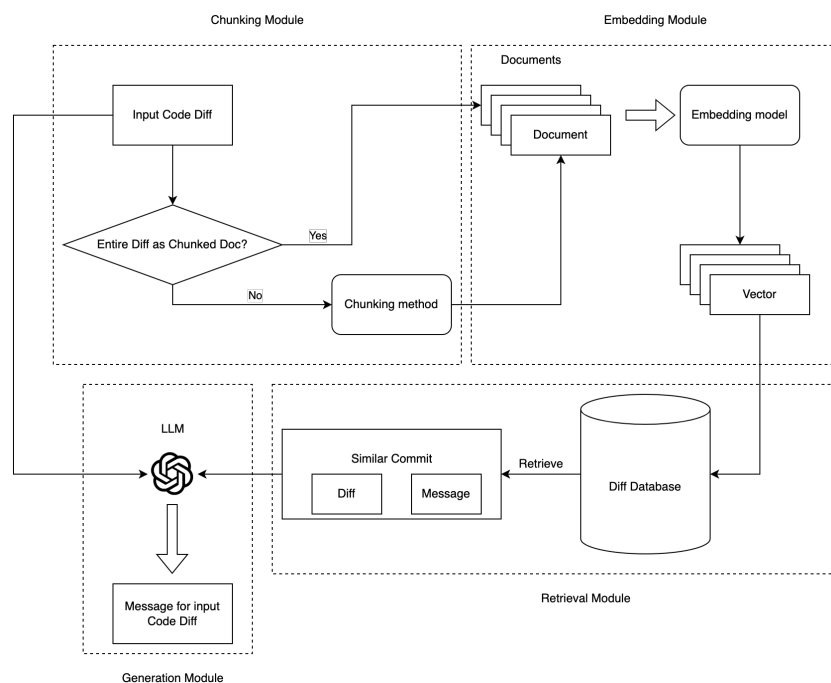 Chunking Module
Embedding Module
Documents
Input Code Diff
Document
Embedding model
Entire Diff as Chunked Doc?
Yes
No
Chunking method
Vector
LLM
Similar Commit
Diff
Message
Retrieve
Diff Database
Message for input
Code Diff
Retrieval Module
Generation Module